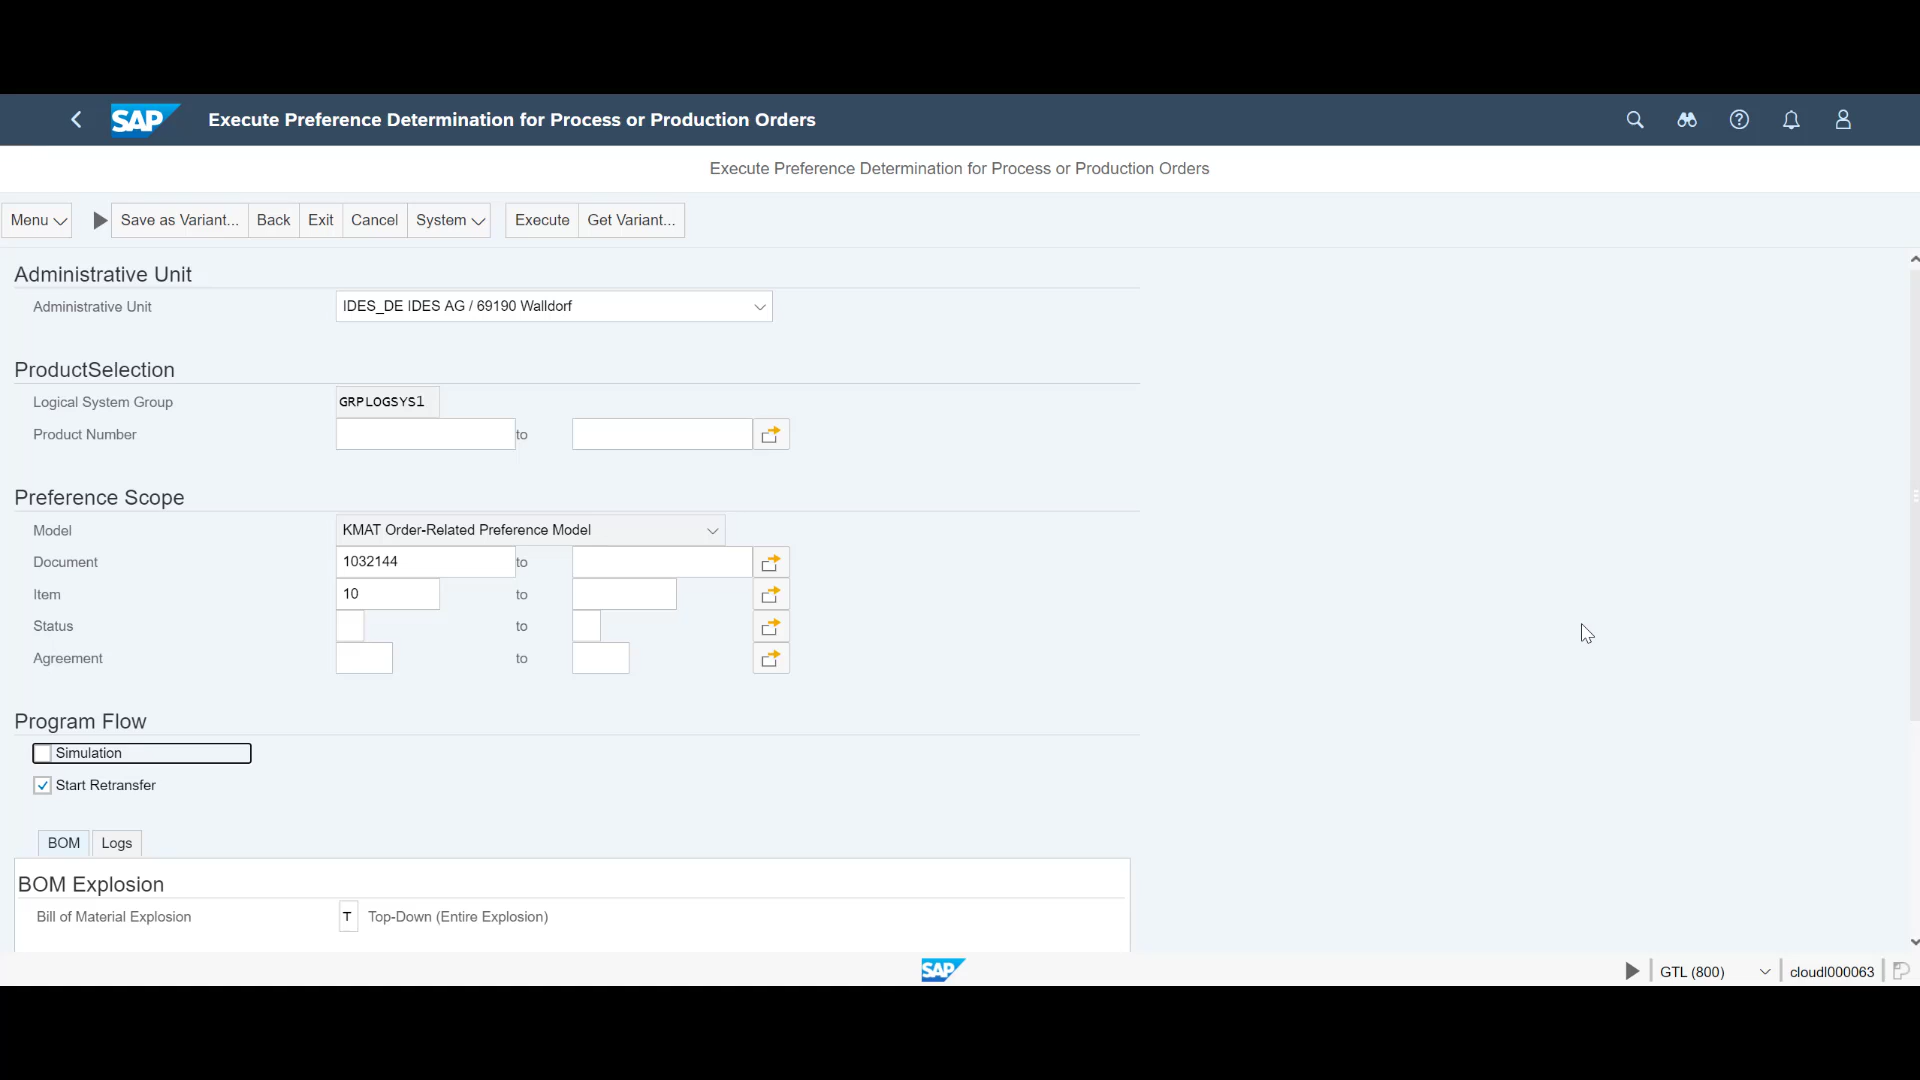 SAP Execute Preference Determination for Process or Production Orders
Execute Preference Determination for Process or Production Orders
Menu Save as Variant... Back Exit Cancel System Execute Get Variant...
Administrative Unit
Administrative Unit IDES_DE IDES AG / 69190 Walldorf
ProductSelection
Logical System Group GRPLOGSYS1
Product Number to
Preference Scope
Model KMAT Order-Related Preference Model
Document 1032144 to
Item 10 to
Status to
Agreement to
Program Flow
Simulation
Start Retransfer
BOM Logs
BOM Explosion
Bill of Material Explosion T Top-Down (Entire Explosion)
SAP GTL (800) cloudl000063